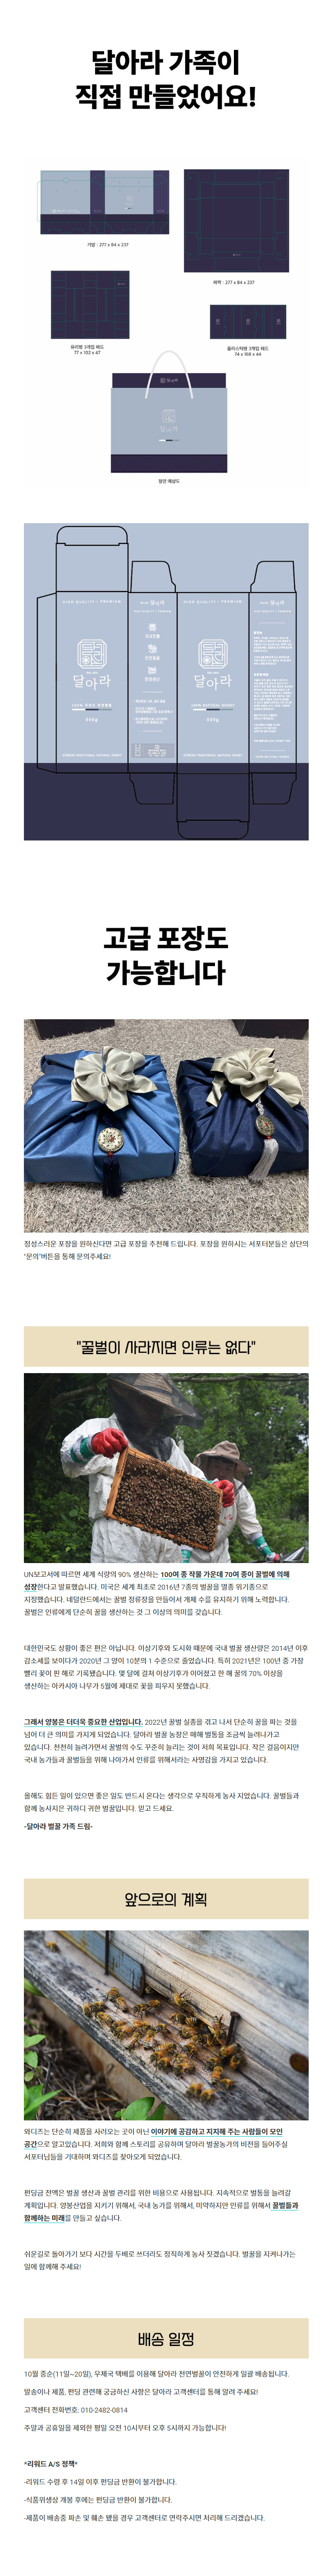 달아라 가족이
직접 만들었어요!
가방 : 277 x 84 x 237
하박 : 277 x 84 x 237
유리병 3개입 패드
77 x 102 x 47
플라스틱병 3개입 패드
74 x 168 x 44
달아라
달아라
정면 예상도
HIGH QUALITY / PREMIUM
달아라
500g
달아라
HIGH QUALITY / PREMIUM
달아라
100% NATURAL HONEY
500g
달아라
고급 포장도
가능합니다
정성스러운 포장을 원하신다면 고급 포장을 추천해 드립니다. 포장을 원하시는 서포터분들은 상단의
"문의"버튼을 통해 문의주세요!
"꿀벌이 사라지면 인류는 없다"
UN보고서에 따르면 세계 식량의 90% 생산하는 100여 종 작물 가운데 70여 종이 꿀벌에 의해
성장한다고 발표했습니다. 미국은 세계 최초로 2016년 7종의 벌꿀을 멸종 위기종으로
지정했습니다. 네덜란드에서는 꿀벌 정류장을 만들어서 개체 수를 유지하기 위해 노력합니다.
꿀벌은 인류에게 단순히 꿀을 생산하는 것 그 이상의 의미를 갖습니다.
대한민국도 상황이 좋은 편은 아닙니다. 이상기후와 도시화 때문에 국내 벌꿀 생산량은 2014년 이후
감소세를 보이다가 2020년 그 양이 10분의 1 수준으로 줄었습니다. 특히 2021년은 100년 중 가장
빨리 꽃이 핀 해로 기록됐습니다. 몇 달에 걸쳐 이상기후가 이어졌고 한 해 꿀의 70% 이상을
생산하는 아카시아 나무가 5월에 제대로 꽃을 피우지 못했습니다.
그래서 양봉은 더더욱 중요한 산업입니다. 2022년 꿀벌 실종을 겪고 나서 단순히 꿀을 파는 것을
넘어 더 큰 의미를 가지게 되었습니다. 달아라 벌꿀 농장은 매해 벌통을 조금씩 늘려나가고
있습니다. 천천히 늘려가면서 꿀벌의 수도 꾸준히 늘리는 것이 저희 목표입니다. 작은 걸음이지만
국내 농가들과 꿀벌들을 위해 나아가서 인류를 위해서라는 사명감을 가지고 있습니다.
올해도 힘든 일이 있으면 좋은 일도 반드시 온다는 생각으로 우직하게 농사 지었습니다. 꿀벌들과
함께 농사지은 귀하디 귀한 벌꿀입니다. 믿고 드세요.
-달아라 벌꿀 가족 드림-
앞으로의 계획
와디즈는 단순히 제품을 사러오는 곳이 아닌 이야기에 공감하고 지지해 주는 사람들이 모인
공간으로 알고있습니다. 저희와 함께 스토리를 공유하며 달아라 벌꿀농가의 비전을 들어주실
서포터님들을 기대하며 와디즈를 찾아오게 되었습니다.
펀딩금 전액은 벌꿀 생산과 꿀벌 관리를 위한 비용으로 사용됩니다. 지속적으로 벌통을 늘려갈
계획입니다. 양봉산업을 지키기 위해서, 국내 농가를 위해서, 미약하지만 인류를 위해서 꿀벌들과
함께하는 미래를 만들고 싶습니다.
쉬운길로 돌아가기 보다 시간을 두배로 쓰더라도 정직하게 농사 짓겠습니다. 벌꿀을 지켜나가는
일에 함께해 주세요!
배송 일정
10월 중순(11일~20일), 우체국 택배를 이용해 달아라 천연벌꿀이 안전하게 일괄 배송됩니다.
발송이나 제품, 펀딩 관련해 궁금하신 사항은 달아라 고객센터를 통해 알려 주세요!
고객센터 전화번호: 010-2482-0814
주말과 공휴일을 제외한 평일 오전 10시부터 오후 5시까지 가능합니다!
*리워드 A/S 정책*
-리워드 수령 후 14일 이후 펀딩금 반환이 불가합니다.
-식품위생상 개봉 후에는 펀딩금 반환이 불가합니다.
-제품이 배송중 파손 및 훼손 됐을 경우 고객센터로 연락주시면 처리해 드리겠습니다.